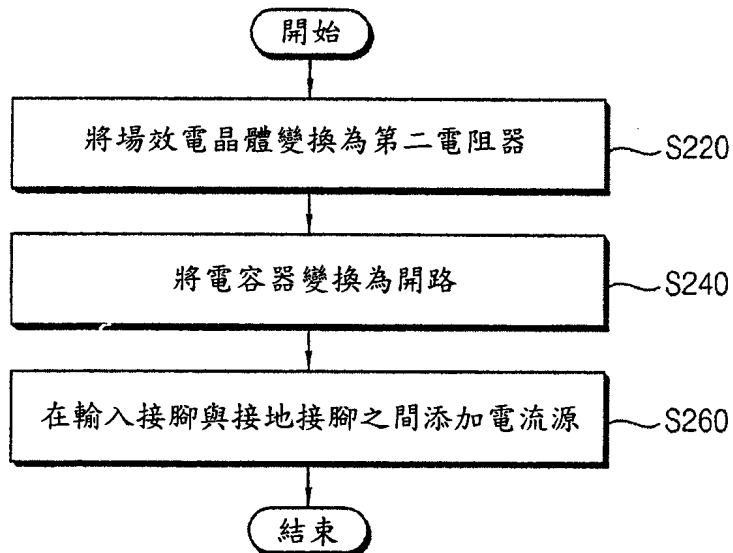 開始
將場效電晶體變換為第二電阻器
S220
將電容器變換為開路
S240
在輸入接腳與接地接腳之間添加電流源
S260
結束